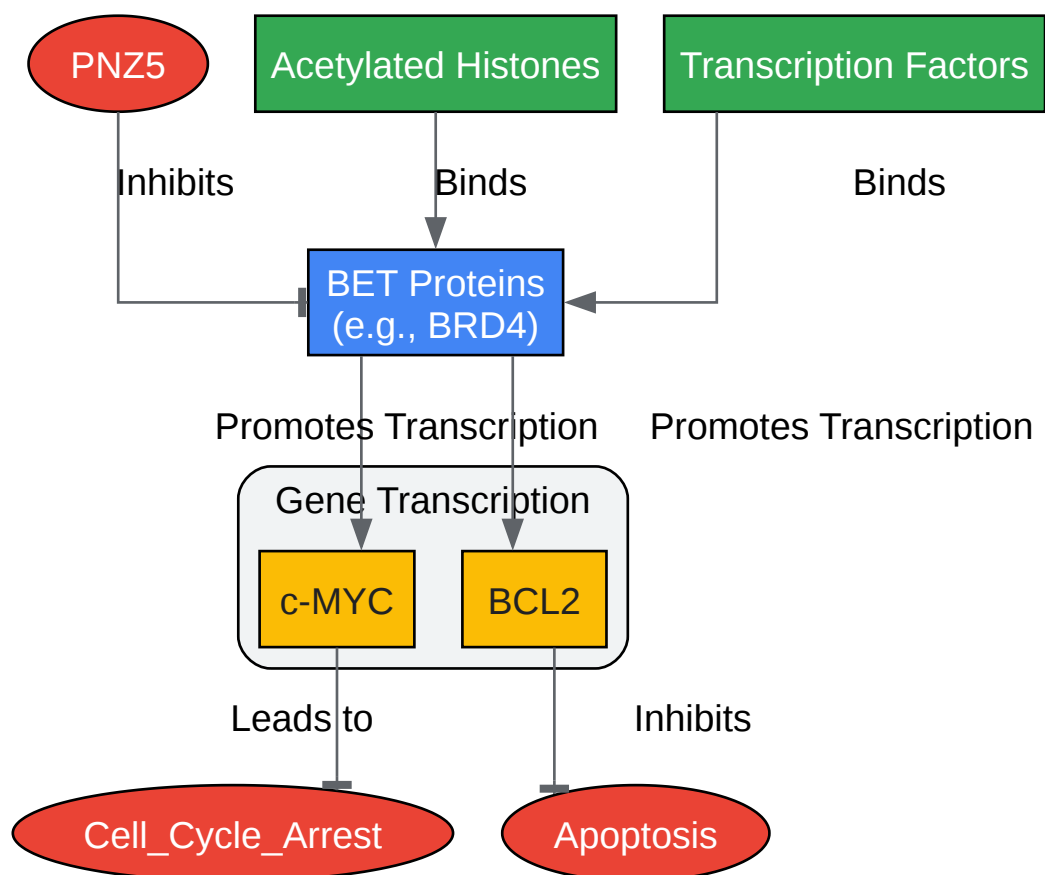 PNZ5
Acetylated Histones
Transcription Factors
Inhibits
Binds
Binds
BET Proteins
(e.g., BRD4)
Promotes Transcription
Promotes Transcription
Gene Transcription
c-MYC
BCL2
Leads to
Inhibits
Cell_Cycle_Arrest
Apoptosis